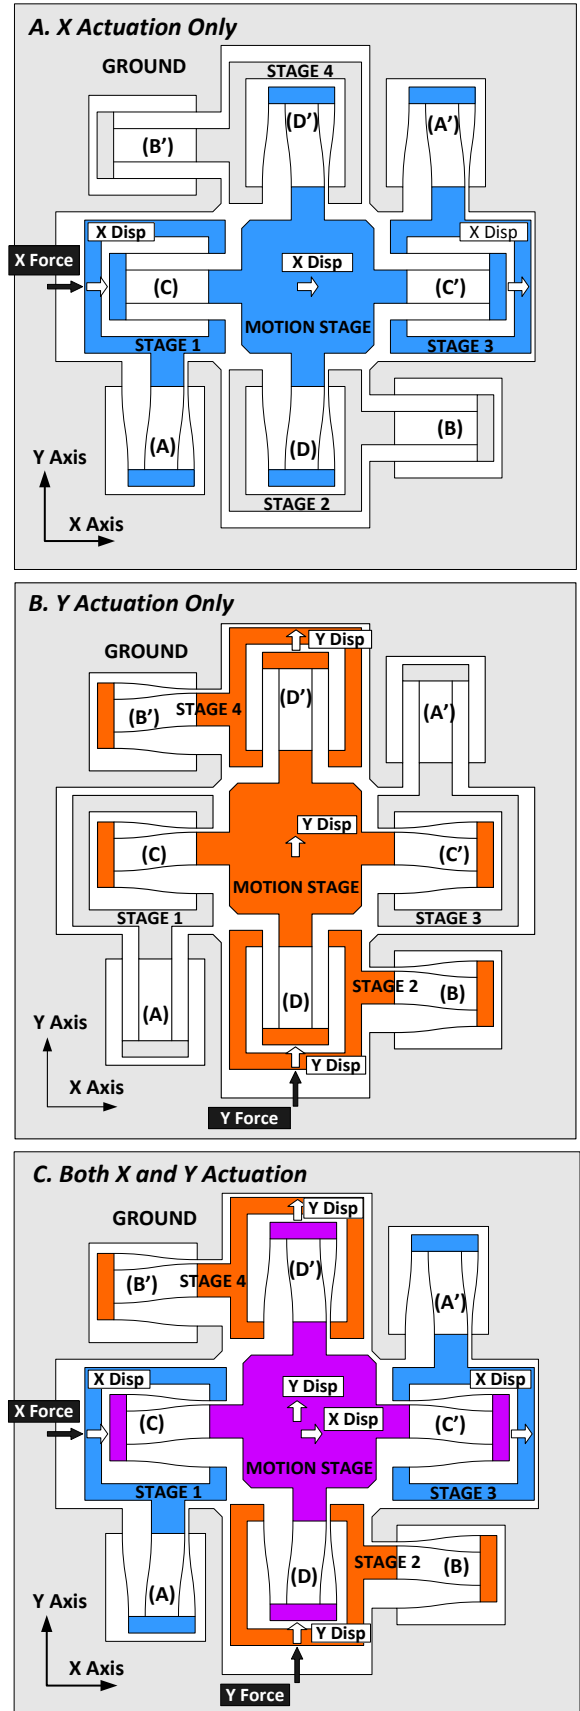 A. X Actuation Only
GROUND
STAGE 4
(D')
(A')
(B')
X Disp
X Disp
X Force
X Disp
(C)
(C')
MOTION STAGE
STAGE 1
STAGE 3
(A)
(D)
(B)
Y Axis
STAGE 2
X Axis
B. Y Actuation Only
Y Disp
GROUND
(D')
(A')
(B')
STAGE 4
Y Disp
(C)
(C')
MOTION STAGE
STAGE 1
STAGE 3
STAGE 2
(B)
(D)
(A)
Y Axis
Y Disp
X Axis
Y Force
C. Both X and Y Actuation
Y Disp
GROUND
(D')
(B')
STAGE 4
(A')
X Disp
Y Disp
X Disp
X Force
(C)
X Disp
(C')
MOTION STAGE
STAGE 1
STAGE 3
STAGE 2
(B)
(A)
(D)
Y Axis
Y Disp
X Axis
Y Force